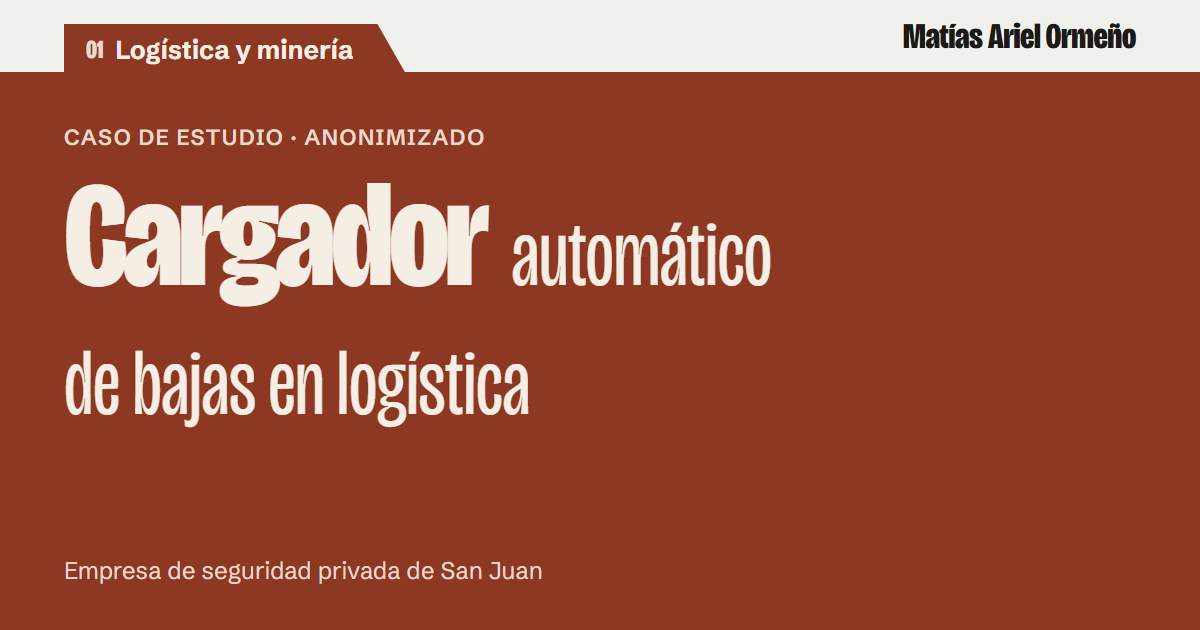 01 Logística y minería
Matías Ariel Ormeño
CASO DE ESTUDIO · ANONIMIZADO
Cargador automático
de bajas en logística
Empresa de seguridad privada de San Juan